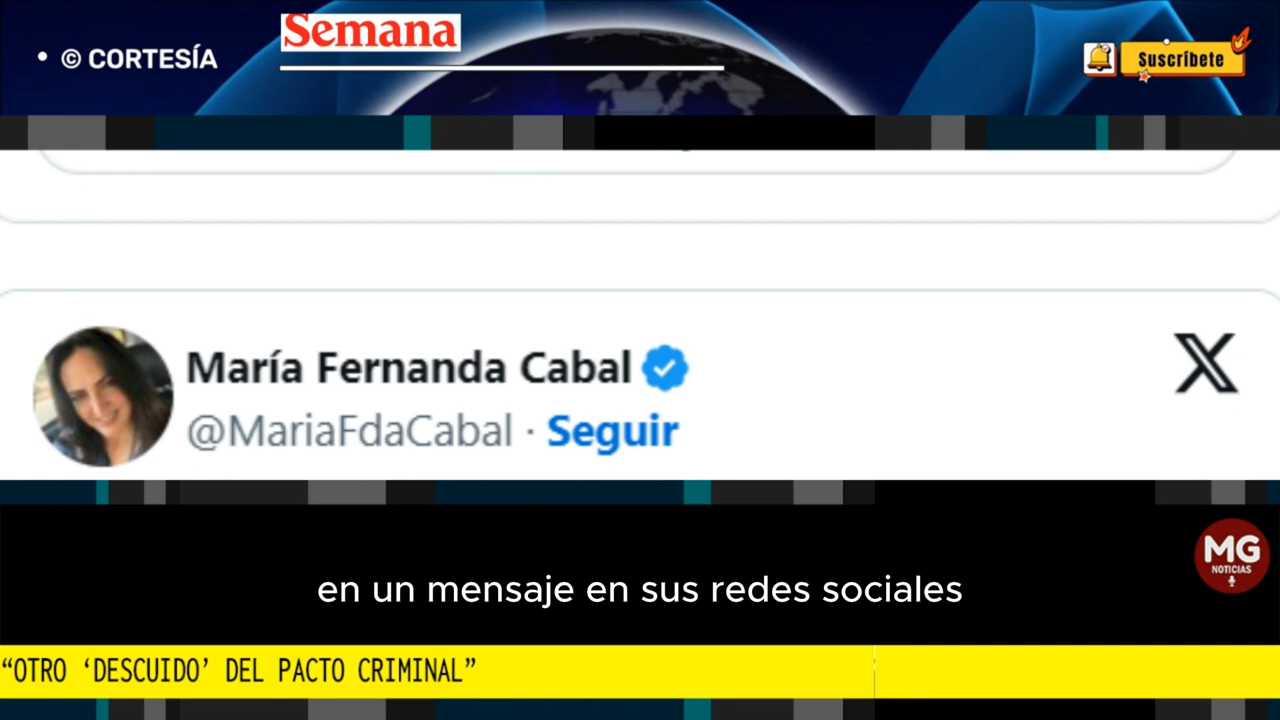 Semana
• © CORTESÍA
Suscríbete
María Fernanda Cabal
@MariaFdaCabal · Seguir
MG
NOTICIAS
en un mensaje en sus redes sociales
“OTRO ‘DESCUIDO’ DEL PACTO CRIMINAL”